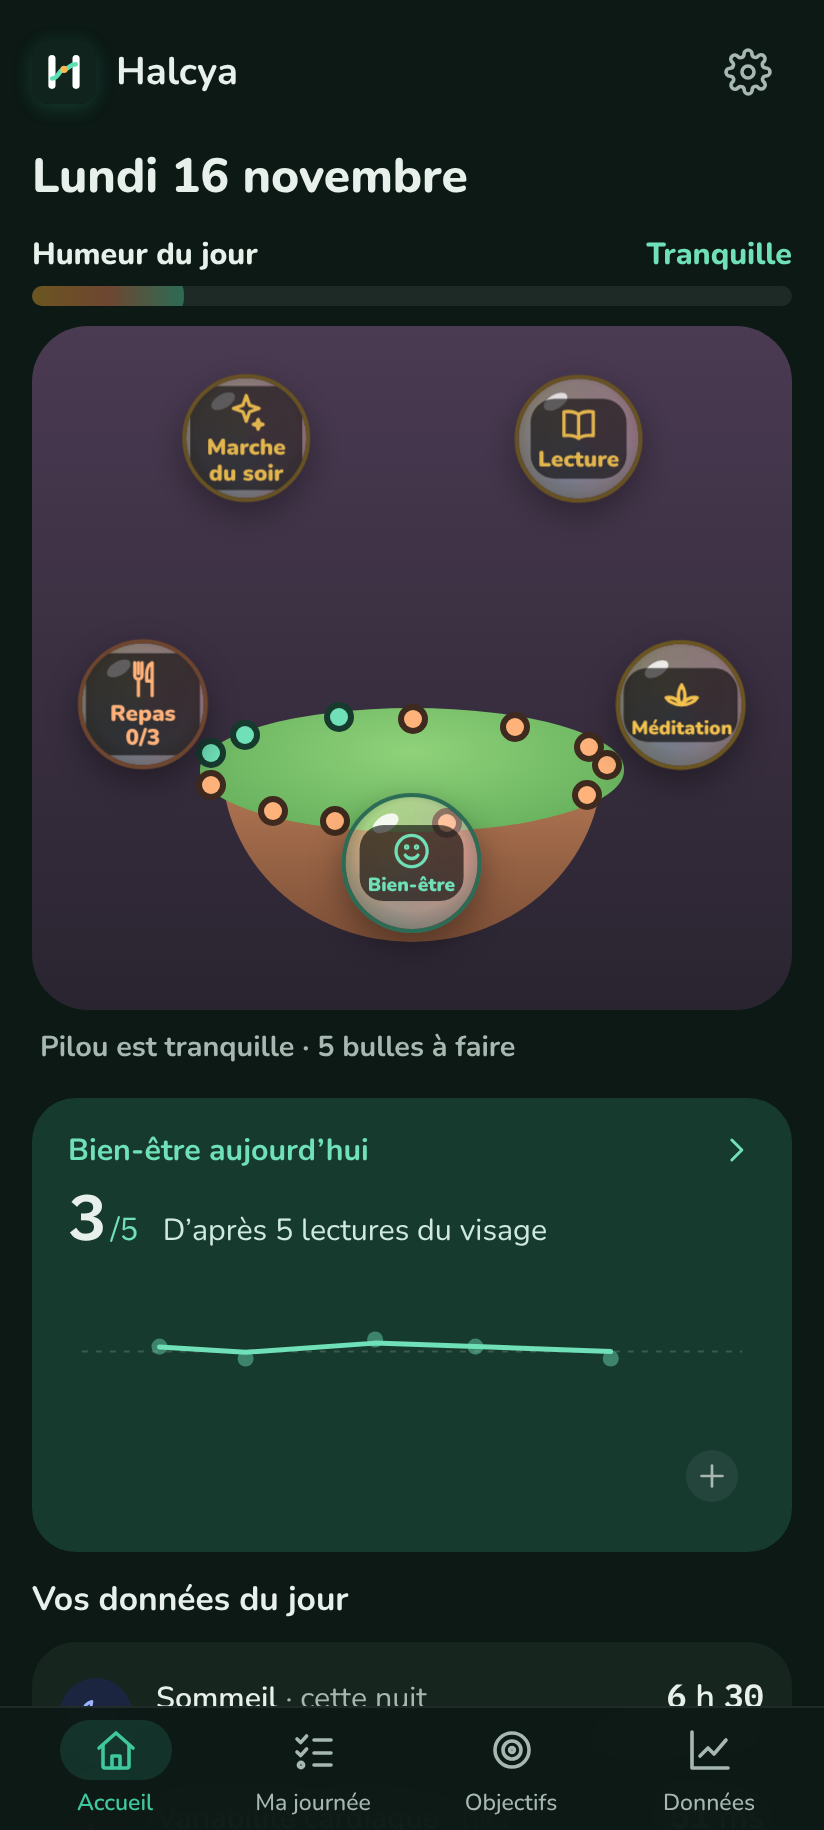 Halcya
Lundi 16 novembre
Humeur du jour
Tranquille
Marche
du soir
Lecture
Repas
0/3
Méditation
Bien-être
Pilou est tranquille · 5 bulles à faire
Bien-être aujourd’hui
3/5 D’après 5 lectures du visage
Vos données du jour
Sommeil · cette nuit
6 h 30
Accueil
Ma journée
Objectifs
Données